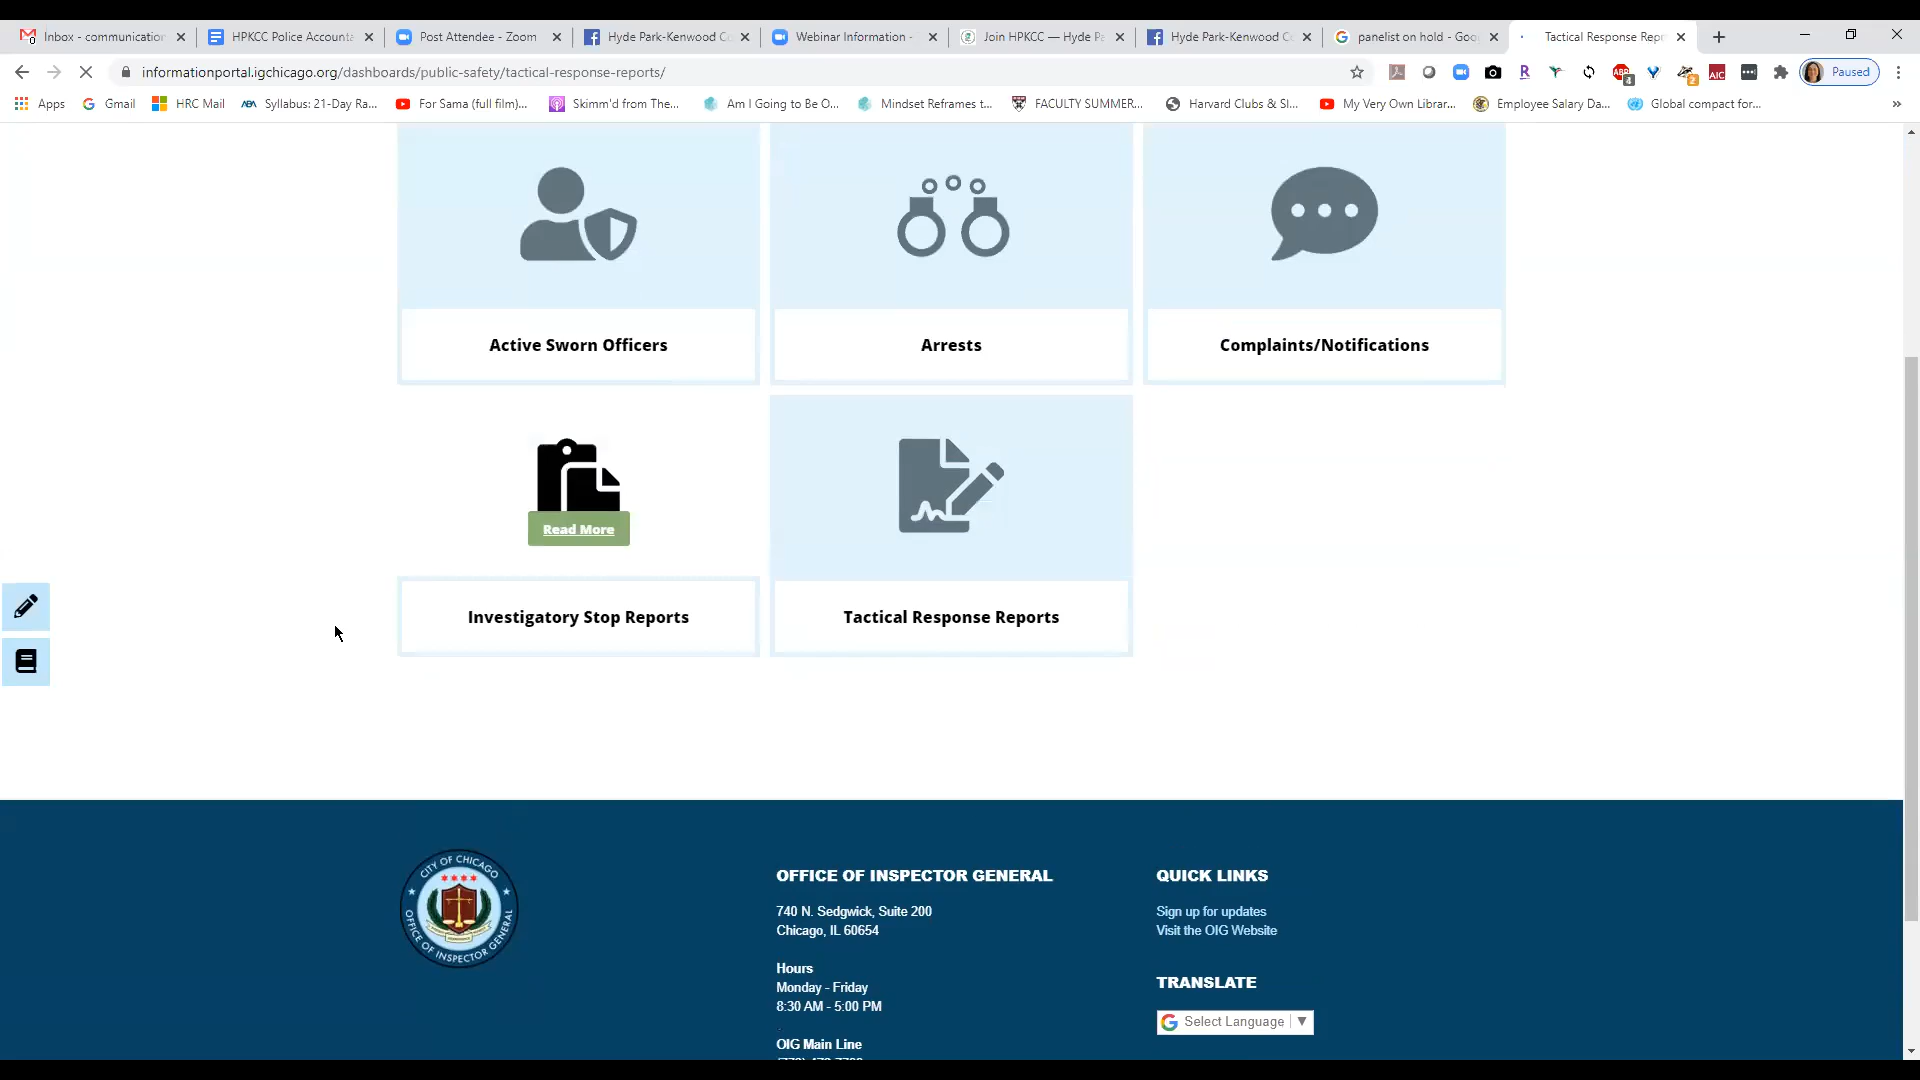 Inbox - communication
HPKCC Police Accounta
Post Attendee - Zoom
Hyde Park-Kenwood Co
Webinar Information -
Join HPKCC — Hyde Pa
Hyde Park-Kenwood Co
panelist on hold - Goo
Tactical Response Repo
informationportal.igchicago.org/dashboards/public-safety/tactical-response-reports/
Paused
Apps
Gmail
HRC Mail
Syllabus: 21-Day Ra...
For Sama (full film)...
Skimm'd from The...
Am I Going to Be O...
Mindset Reframes t...
FACULTY SUMMER...
Harvard Clubs & SI...
My Very Own Librar...
Employee Salary Da...
Global compact for...
Active Sworn Officers
Arrests
Complaints/Notifications
Read More
Investigatory Stop Reports
Tactical Response Reports
CITY OF CHICAGO
OFFICE OF INSPECTOR GENERAL
OFFICE OF INSPECTOR GENERAL
740 N. Sedgwick, Suite 200
Chicago, IL 60654
Hours
Monday - Friday
8:30 AM - 5:00 PM
OIG Main Line
QUICK LINKS
Sign up for updates
Visit the OIG Website
TRANSLATE
Select Language